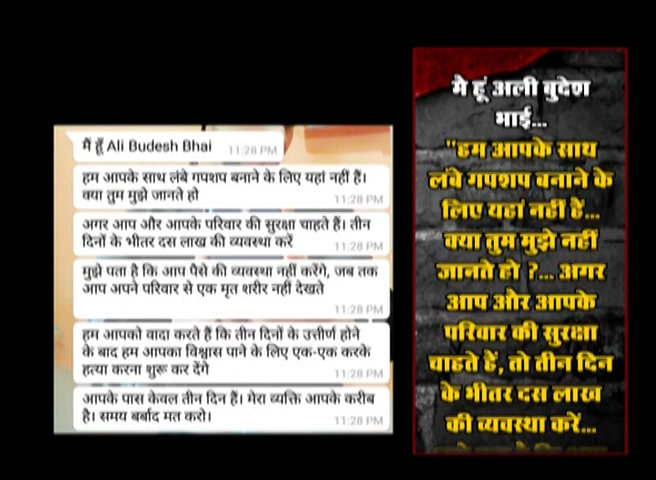 मैं हूँ Ali Budesh Bhai 11:28 PM
हम आपके साथ लंबे गपशप बनाने के लिए यहां नहीं हैं।
क्या तुम मुझे जानते हो 11:28 PM
अगर आप और आपके परिवार की सुरक्षा चाहते हैं। तीन
दिनों के भीतर दस लाख की व्यवस्था करें 11:28 PM
मुझे पता है कि आप पैसे की व्यवस्था नहीं करेंगे, जब तक
आप अपने परिवार से एक मृत शरीर नहीं देखते
11:28 PM
हम आपको वादा करते हैं कि तीन दिनों के उत्तीर्ण होने
के बाद हम आपका विश्वास पाने के लिए एक-एक करके
हत्या करना शुरू कर देंगे 11:28 PM
आपके पास केवल तीन दिन हैं। मेरा व्यक्ति आपके करीब
है। समय बर्बाद मत करो। 11:28 PM
मै हूं अली बुदेश
भाई...
"हम आपके साथ
लंबे गपशप बनाने के
लिए यहां नहीं हैं...
क्या तुम मुझे नहीं
जानते हो ?... अगर
आप और आपके
परिवार की सुरक्षा
चाहते हैं, तो तीन दिन
के भीतर दस लाख
की व्यवस्था करें...